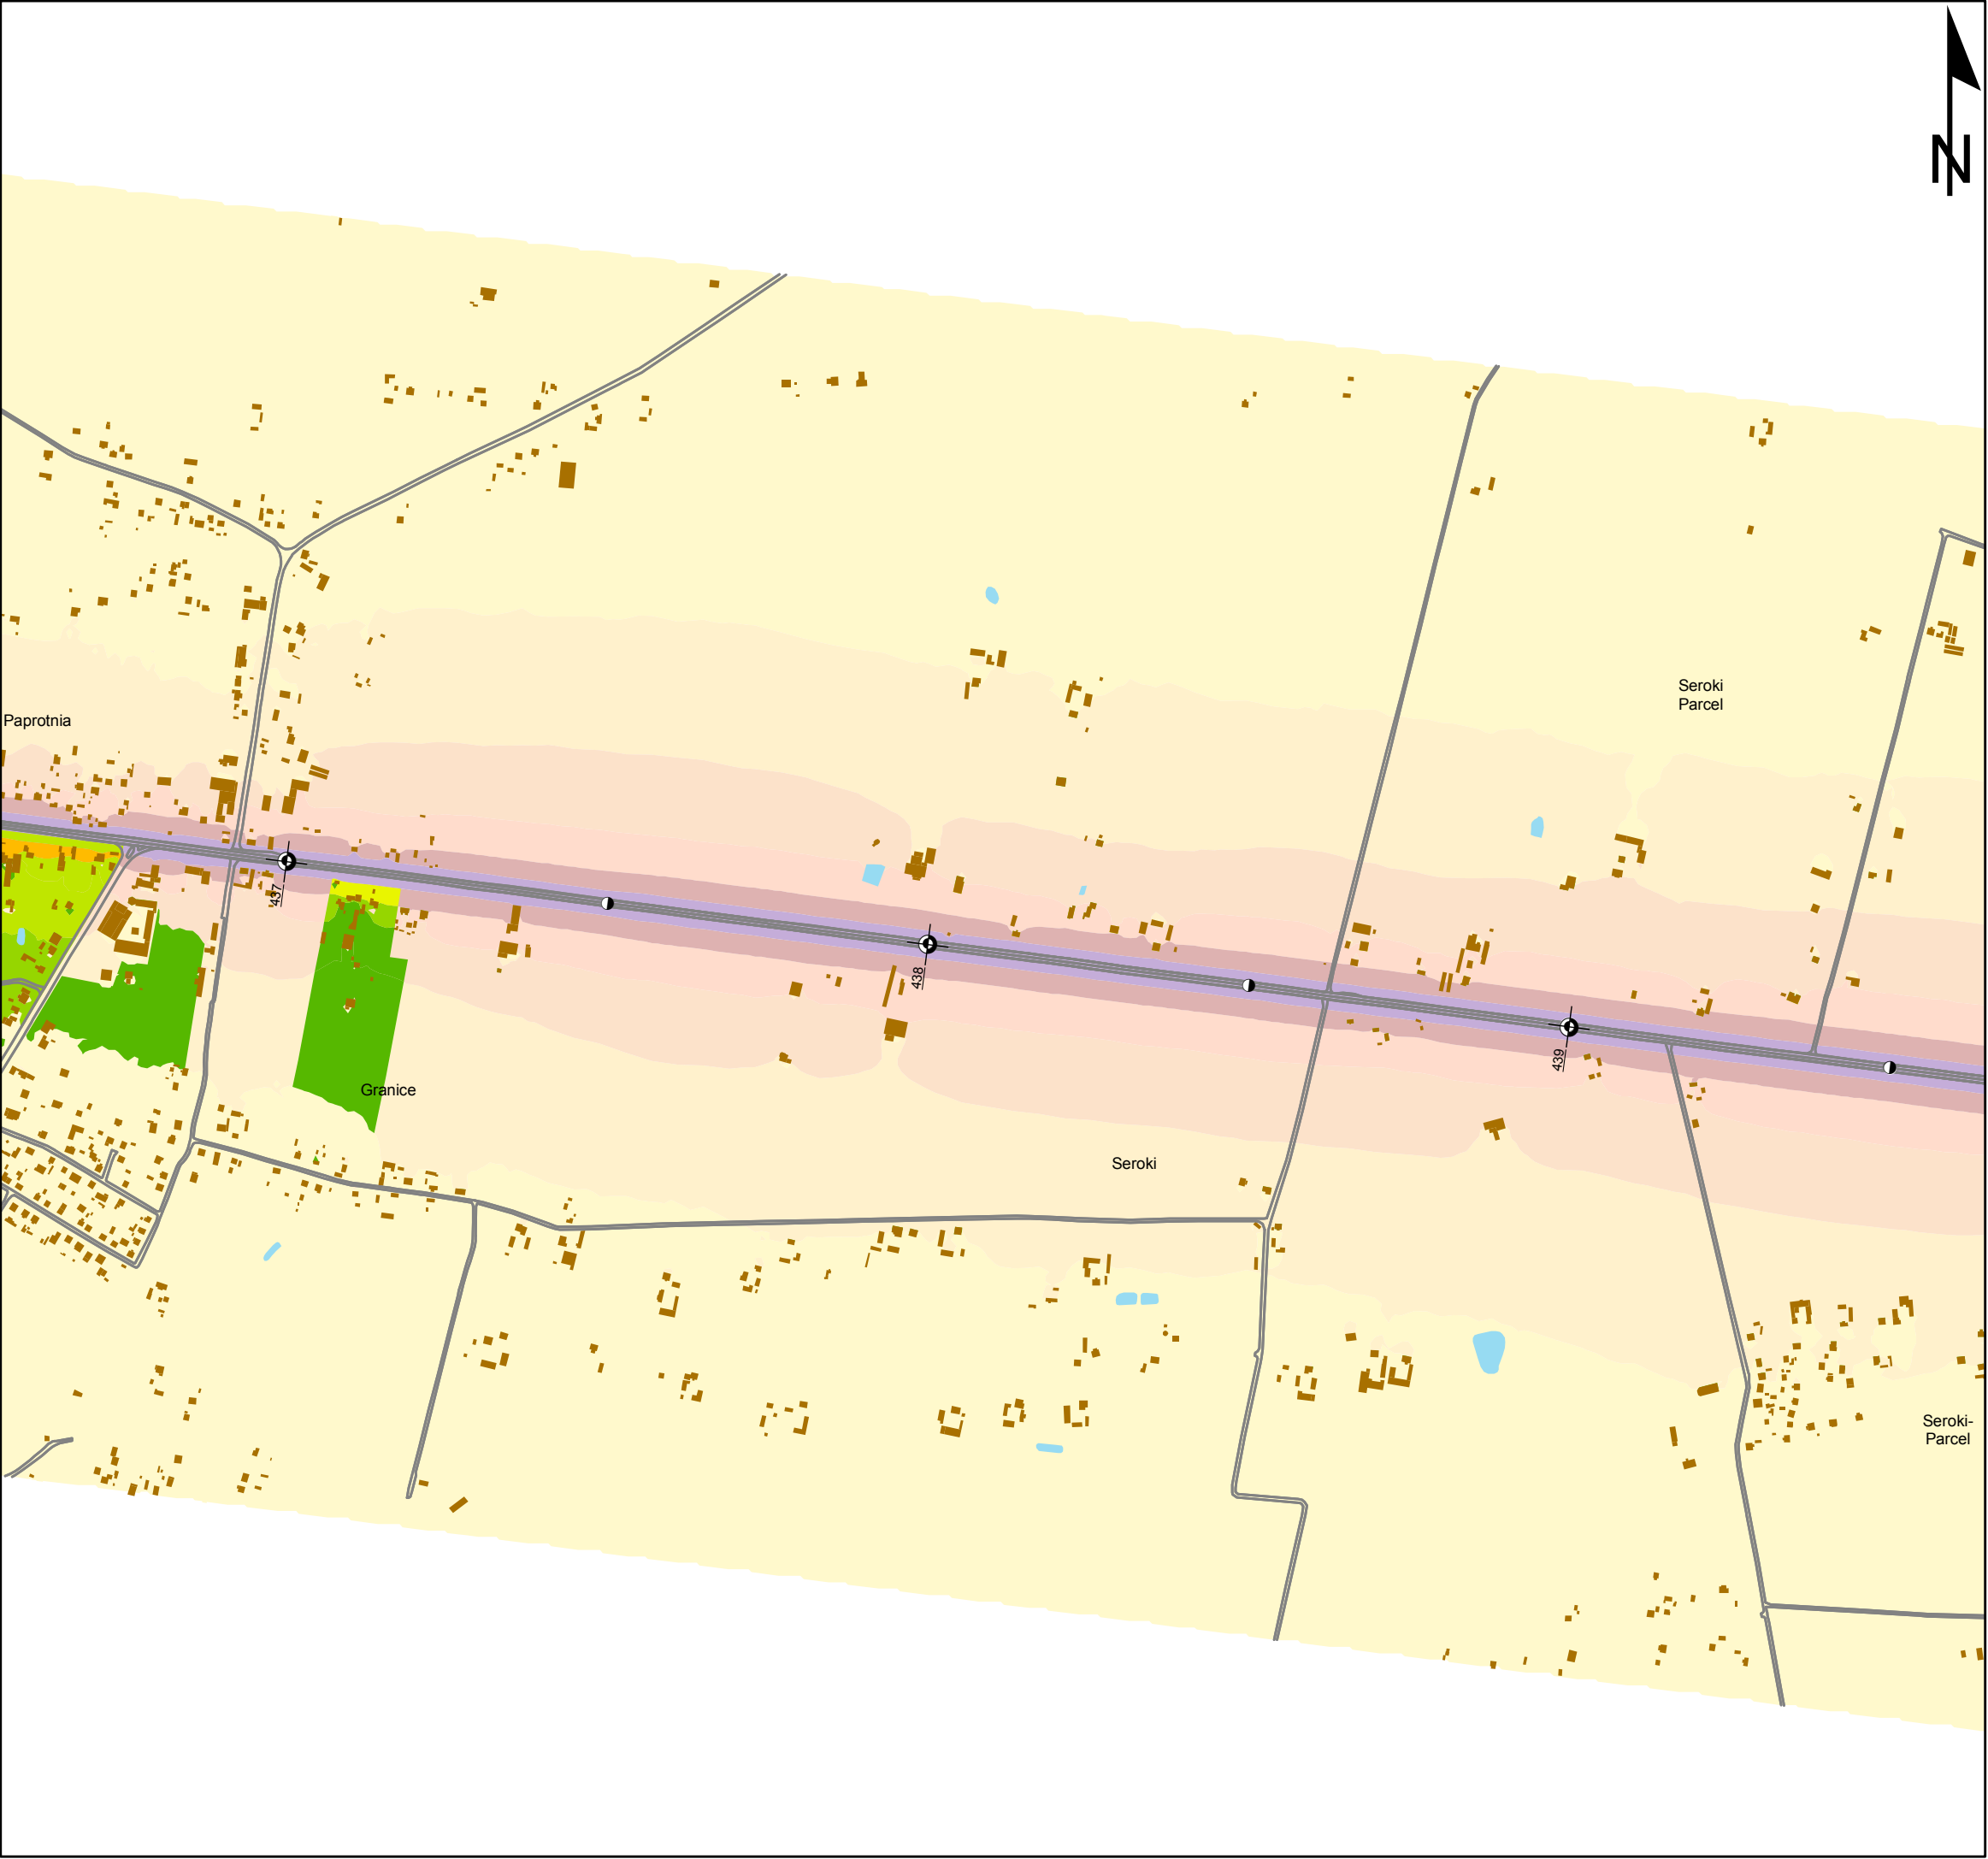 N
Seroki
Parcel
Paprotnia
437
438
439
Granice
Seroki
Seroki-
Parcel